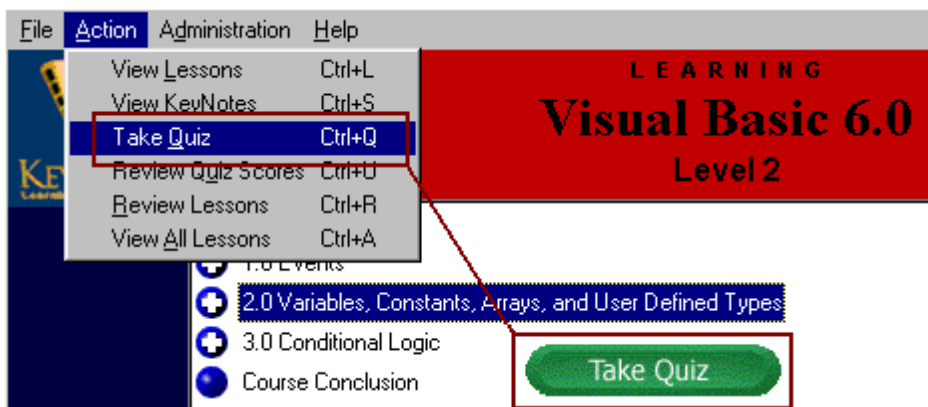 File Action Administration Help
View Lessons Ctrl+L
View KeyNotes Ctrl+S
Take Quiz Ctrl+Q
Review Quiz Scores Ctrl+U
Review Lessons Ctrl+R
View All Lessons Ctrl+A
LEARNING
Visual Basic 6.0
Level 2
1.0 Events
2.0 Variables, Constants, Arrays, and User Defined Types
3.0 Conditional Logic
Course Conclusion
Take Quiz